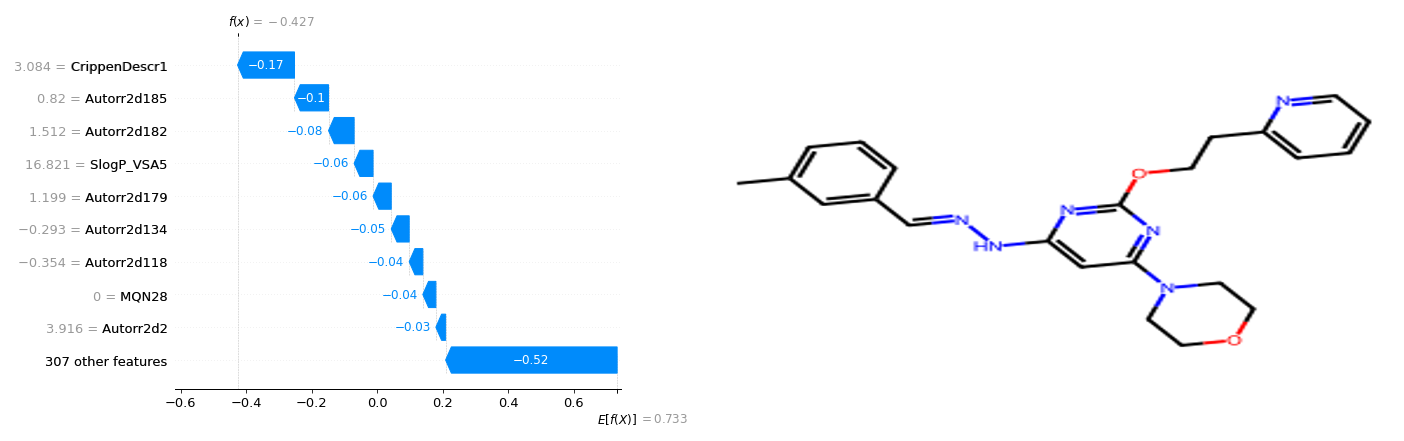 f(x) = −0.427
3.084 = CrippenDescr1
−0.17
0.82 = Autorr2d185
−0.1
1.512 = Autorr2d182
−0.08
16.821 = SlogP_VSA5
−0.06
1.199 = Autorr2d179
−0.06
−0.293 = Autorr2d134
−0.05
−0.354 = Autorr2d118
−0.04
0 = MQN28
−0.04
3.916 = Autorr2d2
−0.03
307 other features
−0.52
−0.6 −0.4 −0.2 0.0 0.2 0.4 0.6
E[f(X)] = 0.733
N
O
N
N
N
HN
N
O